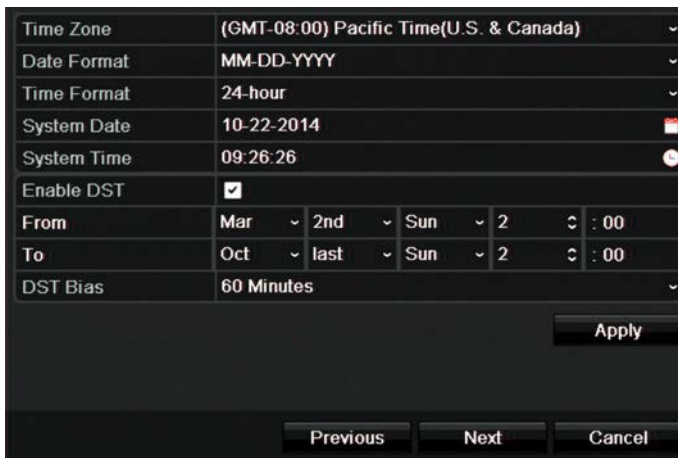 Time Zone (GMT-08:00) Pacific Time(U.S. & Canada)
Date Format MM-DD-YYYY
Time Format 24-hour
System Date 10-22-2014
System Time 09:26:26
Enable DST
From Mar 2nd Sun 2 : 00
To Oct last Sun 2 : 00
DST Bias 60 Minutes
Apply
Previous Next Cancel